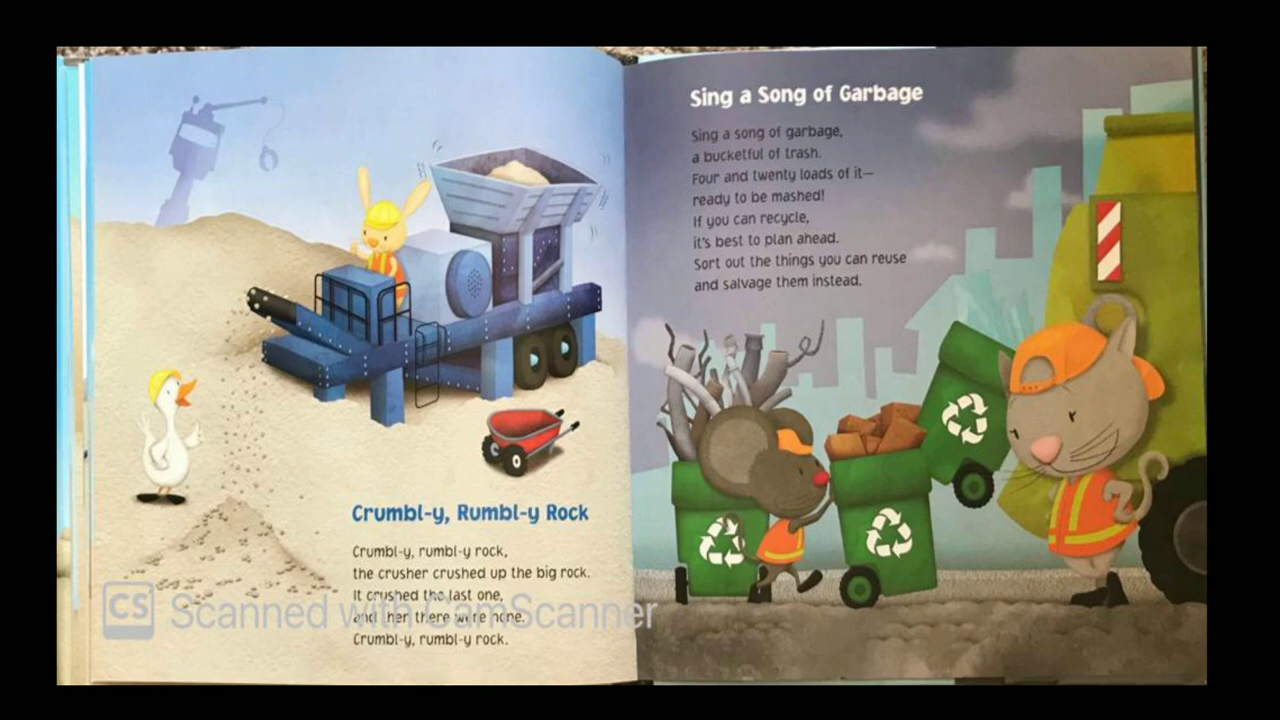 Crumbl-y, Rumbl-y Rock
Crumbl-y, rumbl-y rock,
the crusher crushed up the big rock.
It crushed the last one,
and then there were none.
Crumbl-y, rumbl-y rock.
CS Scanned with CamScanner
Sing a Song of Garbage
Sing a song of garbage,
a bucketful of trash.
Four and twenty loads of it—
ready to be mashed!
If you can recycle,
it's best to plan ahead.
Sort out the things you can reuse
and salvage them instead.